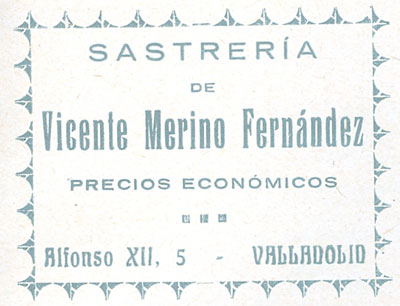 SASTRERÍA
DE
Vicente Merino Fernández
PRECIOS ECONÓMICOS
Alfonso XII, 5 - VALLADOLID